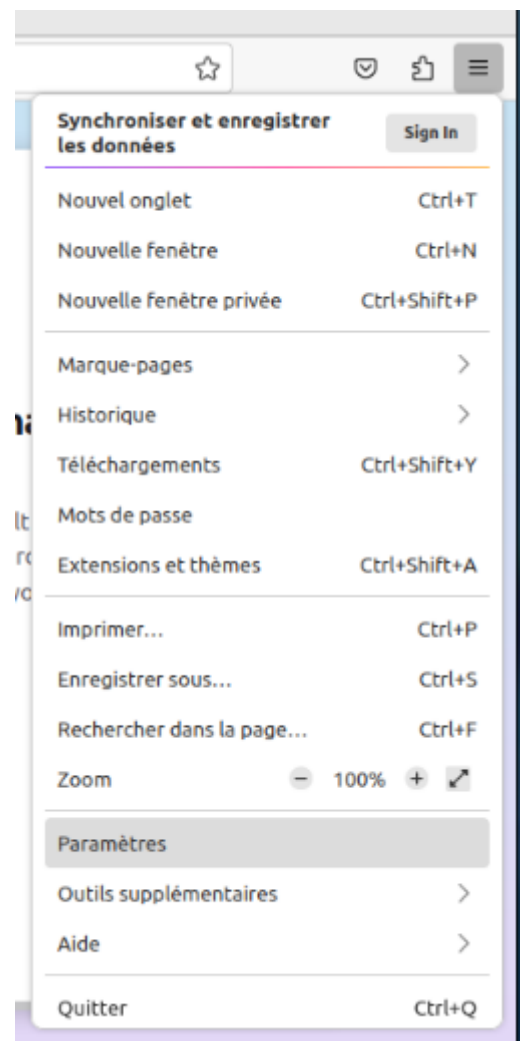 Synchroniser et enregistrer
les données
Sign In
Nouvel onglet Ctrl+T
Nouvelle fenêtre Ctrl+N
Nouvelle fenêtre privée Ctrl+Shift+P
Marque-pages
Historique
Téléchargements Ctrl+Shift+Y
Mots de passe
Extensions et thèmes Ctrl+Shift+A
Imprimer… Ctrl+P
Enregistrer sous… Ctrl+S
Rechercher dans la page… Ctrl+F
Zoom − 100% +
Paramètres
Outils supplémentaires
Aide
Quitter Ctrl+Q